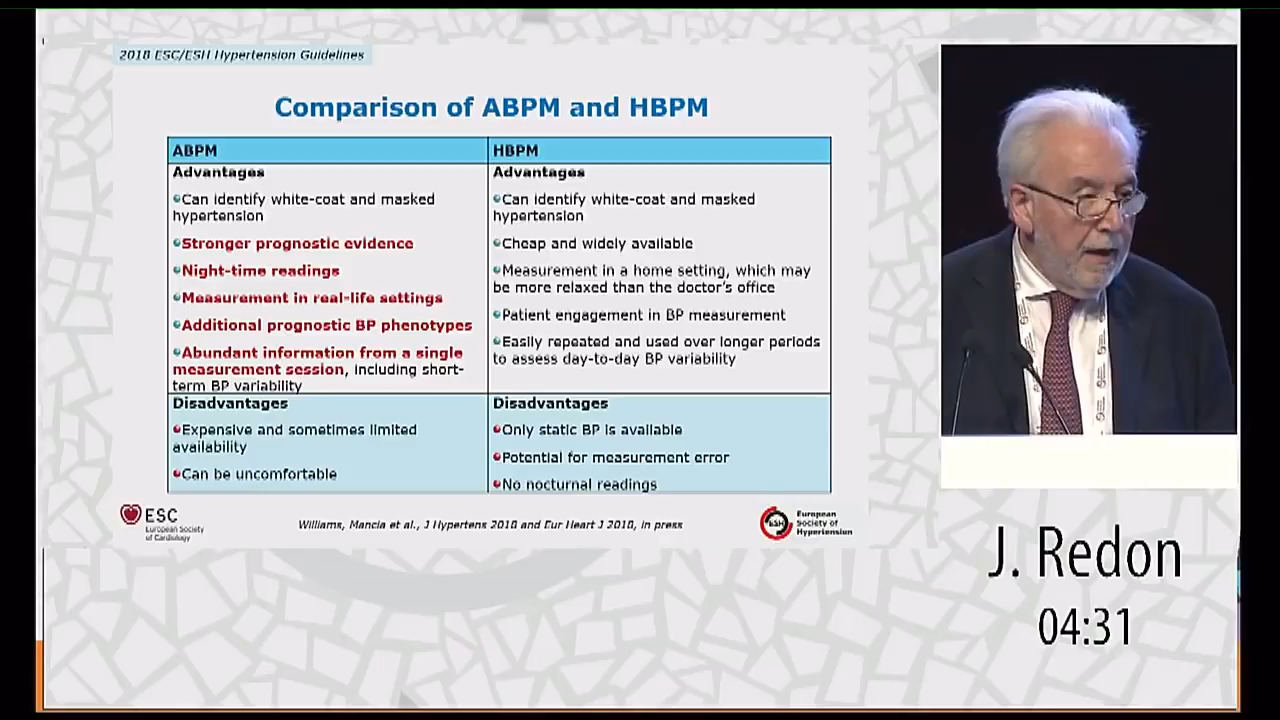 2018 ESC/ESH Hypertension Guidelines
Comparison of ABPM and HBPM
ABPM
Advantages
Can identify white-coat and masked
hypertension
Stronger prognostic evidence
Night-time readings
Measurement in real-life settings
Additional prognostic BP phenotypes
Abundant information from a single
measurement session, including short-
term BP variability
Disadvantages
Expensive and sometimes limited
availability
Can be uncomfortable
HBPM
Advantages
Can identify white-coat and masked
hypertension
Cheap and widely available
Measurement in a home setting, which may
be more relaxed than the doctor's office
Patient engagement in BP measurement
Easily repeated and used over longer periods
to assess day-to-day BP variability
Disadvantages
Only static BP is available
Potential for measurement error
No nocturnal readings
ESC
European Society
of Cardiology
Williams, Mancia et al., J Hypertens 2018 and Eur Heart J 2018, in press
ESH
European
Society of
Hypertension
J. Redon
04:31